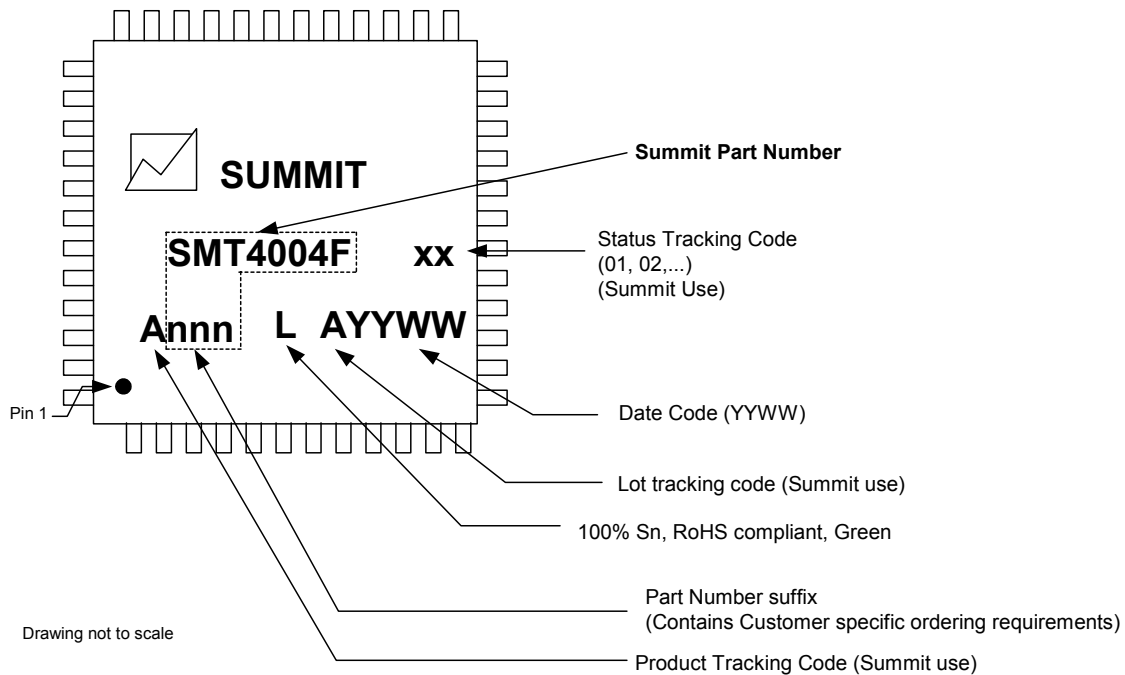 SUMMIT
Summit Part Number
SMT4004F xx
Status Tracking Code
(01, 02,...)
(Summit Use)
Annn L AYYWW
Pin 1
Date Code (YYWW)
Lot tracking code (Summit use)
100% Sn, RoHS compliant, Green
Part Number suffix
(Contains Customer specific ordering requirements)
Drawing not to scale
Product Tracking Code (Summit use)